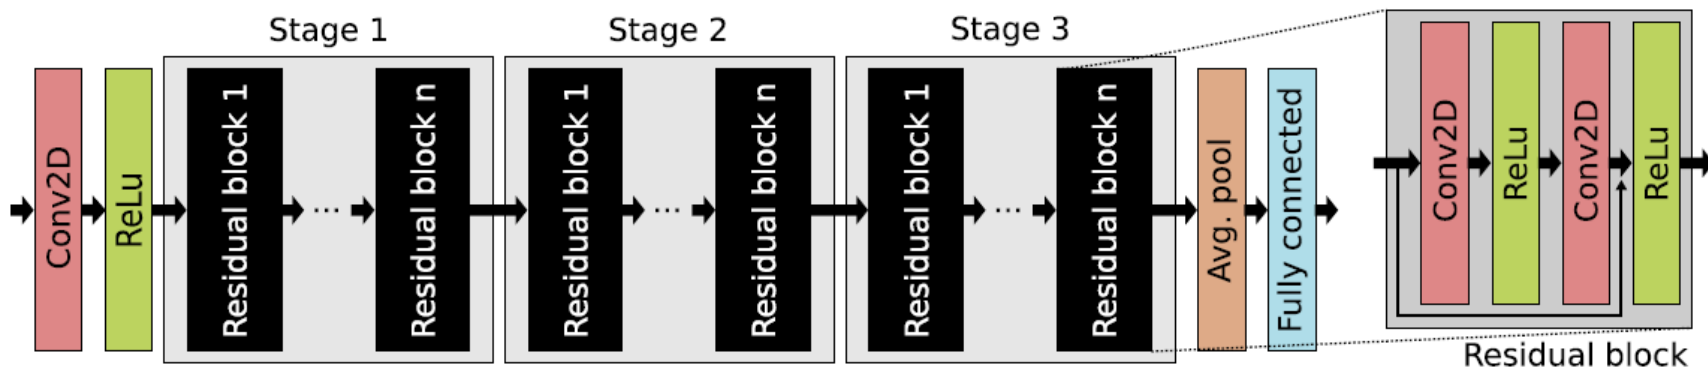 Stage 1
Stage 2
Stage 3
Conv2D
ReLu
Residual block 1
...
Residual block n
Residual block 1
...
Residual block n
Residual block 1
...
Residual block n
Avg. pool
Fully connected
Conv2D
ReLu
Conv2D
ReLu
Residual block